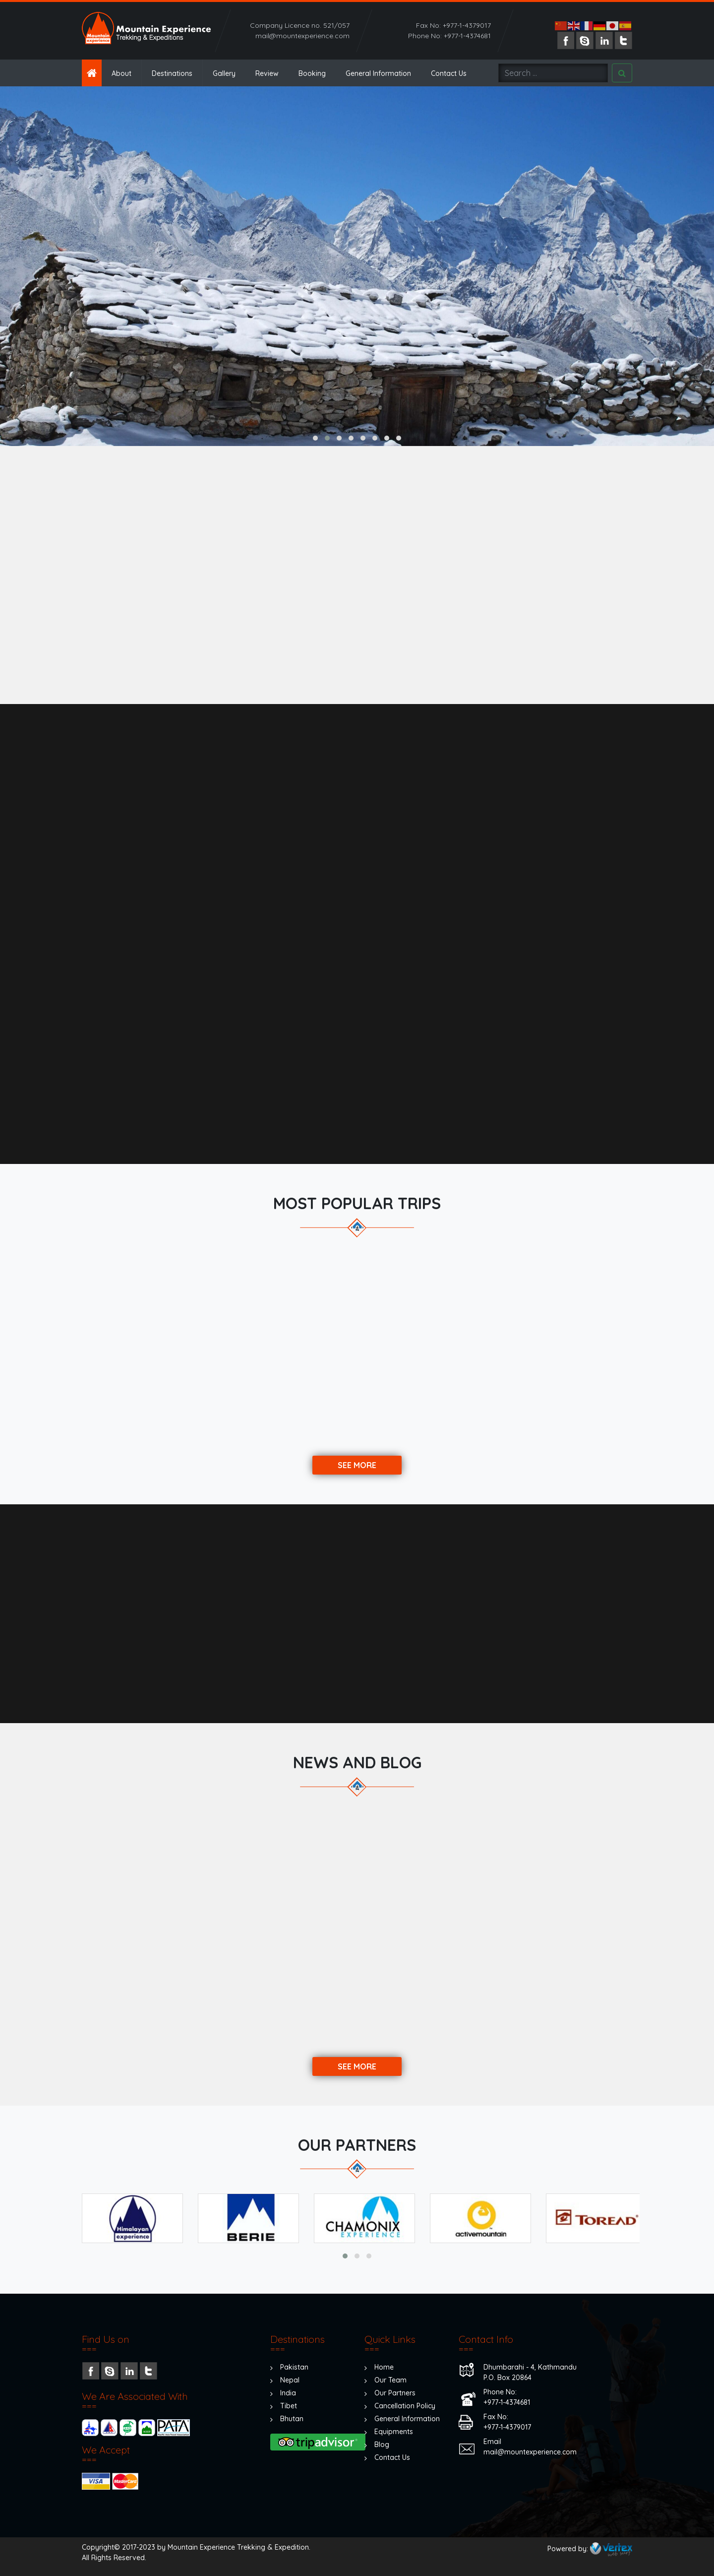 Mountain Experience
Trekking & Expeditions
experience
Company Licence no. 521/057
mail@mountexperience.com
Fax No: +977-1-4379017
Phone No: +977-1-4374681
About
Destinations
Gallery
Review
Booking
General Information
Contact Us
Search ...
MOST POPULAR TRIPS
SEE MORE
NEWS AND BLOG
SEE MORE
OUR PARTNERS
Himalayan
experience
BERIE
CHAMONIX
EXPERIENCE
activemountain
TOREAD
Find Us on
===
We Are Associated With
===
PATA
We Accept
===
VISA
MasterCard
Destinations
===
Pakistan
Nepal
India
Tibet
Bhutan
tripadvisor
Quick Links
===
Home
Our Team
Our Partners
Cancellation Policy
General Information
Equipments
Blog
Contact Us
Contact Info
===
Dhumbarahi - 4, Kathmandu
P.O. Box 20864
Phone No:
+977-1-4374681
Fax No:
+977-1-4379017
Email
mail@mountexperience.com
Copyright© 2017-2023 by Mountain Experience Trekking & Expedition.
All Rights Reserved.
Powered by:
vertex
web surf